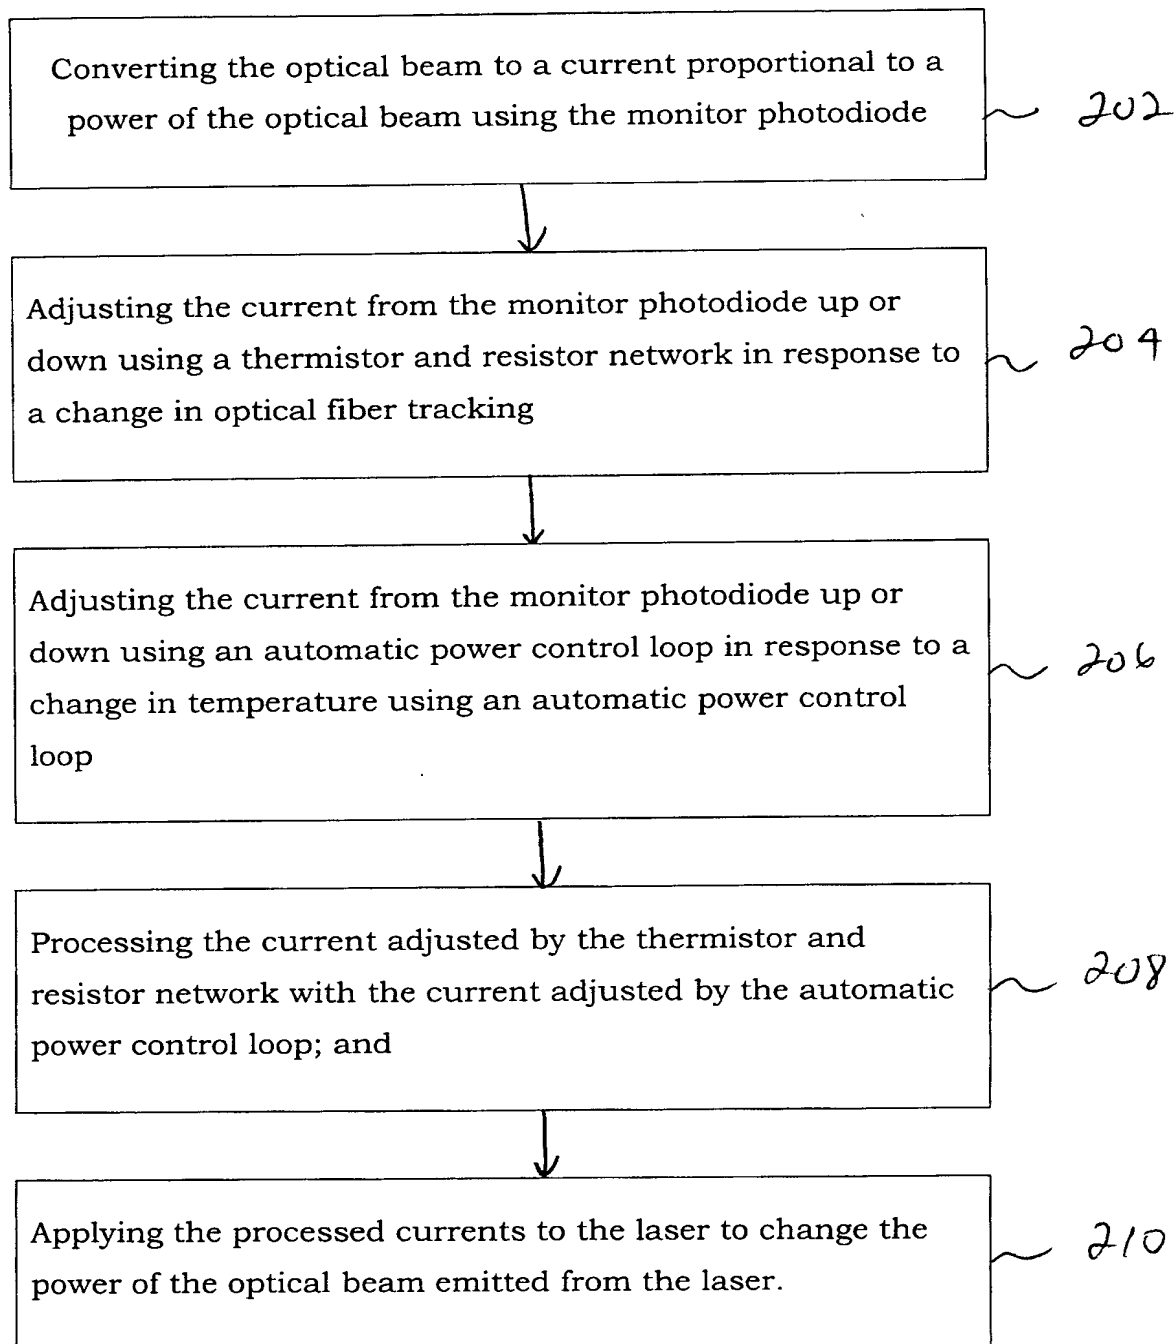 Converting the optical beam to a current proportional to a
power of the optical beam using the monitor photodiode
202
Adjusting the current from the monitor photodiode up or
down using a thermistor and resistor network in response to
a change in optical fiber tracking
204
Adjusting the current from the monitor photodiode up or
down using an automatic power control loop in response to a
change in temperature using an automatic power control
loop
206
Processing the current adjusted by the thermistor and
resistor network with the current adjusted by the automatic
power control loop; and
208
Applying the processed currents to the laser to change the
power of the optical beam emitted from the laser.
210